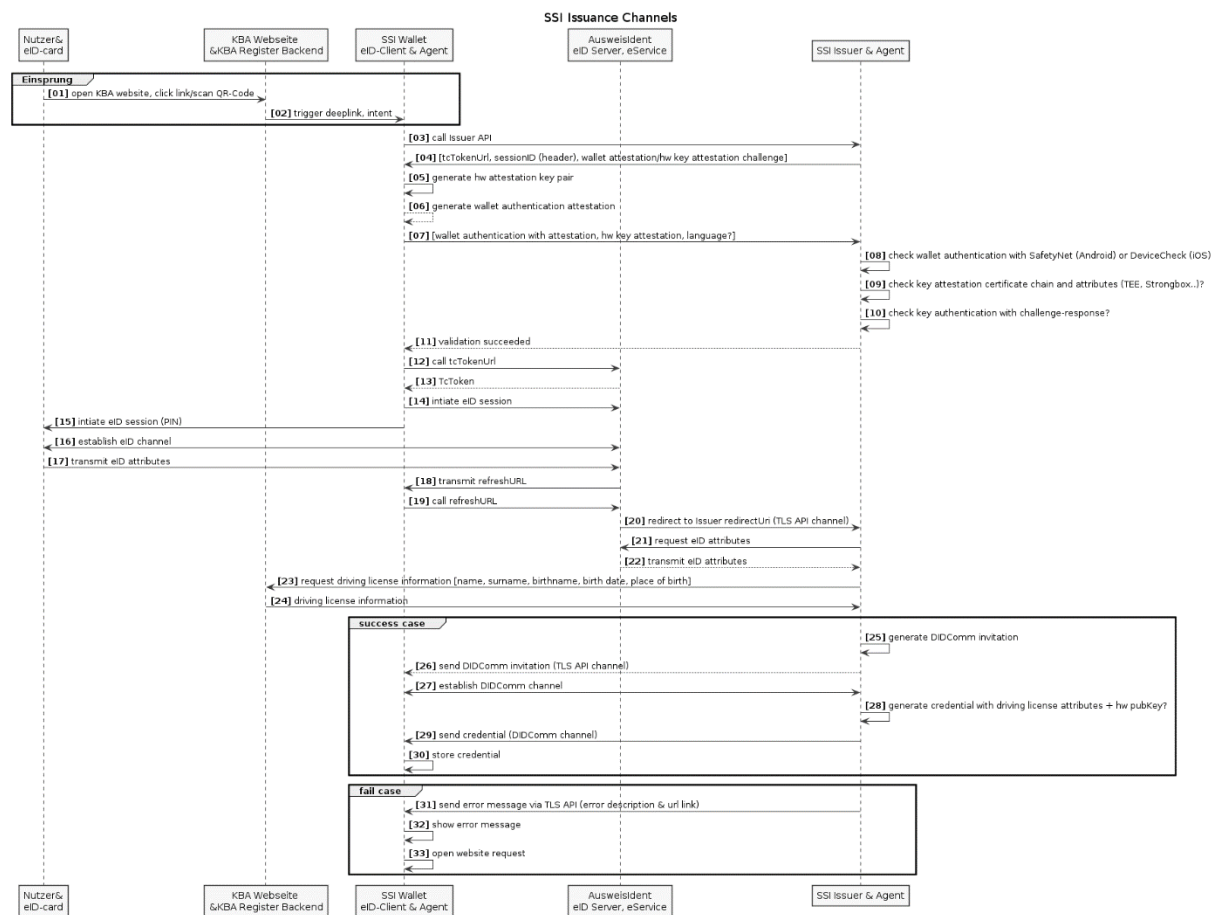 SSI Issuance Channels
Nutzer&
eID-card
KBA Webseite
&KBA Register Backend
SSI Wallet
eID-Client & Agent
AusweisIdent
eID Server, eService
SSI Issuer & Agent
Einsprung
[01] open KBA website, click link/scan QR-Code
[02] trigger deeplink, intent
[03] call Issuer API
[04] [tcTokenUrl, sessionID (header), wallet attestation/hw key attestation challenge]
[05] generate hw attestation key pair
[06] generate wallet authentication attestation
[07] [wallet authentication with attestation, hw key attestation, language?]
[08] check wallet authentication with SafetyNet (Android) or DeviceCheck (iOS)
[09] check key attestation certificate chain and attributes (TEE, Strongbox..)?
[10] check key authentication with challenge-response?
[11] validation succeeded
[12] call tcTokenUrl
[13] TcToken
[14] intiate eID session
[15] intiate eID session (PIN)
[16] establish eID channel
[17] transmit eID attributes
[18] transmit refreshURL
[19] call refreshURL
[20] redirect to Issuer redirectUri (TLS API channel)
[21] request eID attributes
[22] transmit eID attributes
[23] request driving license information [name, surname, birthname, birth date, place of birth]
[24] driving license information
success case
[25] generate DIDComm invitation
[26] send DIDComm invitation (TLS API channel)
[27] establish DIDComm channel
[28] generate credential with driving license attributes + hw pubKey?
[29] send credential (DIDComm channel)
[30] store credential
fail case
[31] send error message via TLS API (error description & url link)
[32] show error message
[33] open website request
Nutzer&
eID-card
KBA Webseite
&KBA Register Backend
SSI Wallet
eID-Client & Agent
AusweisIdent
eID Server, eService
SSI Issuer & Agent